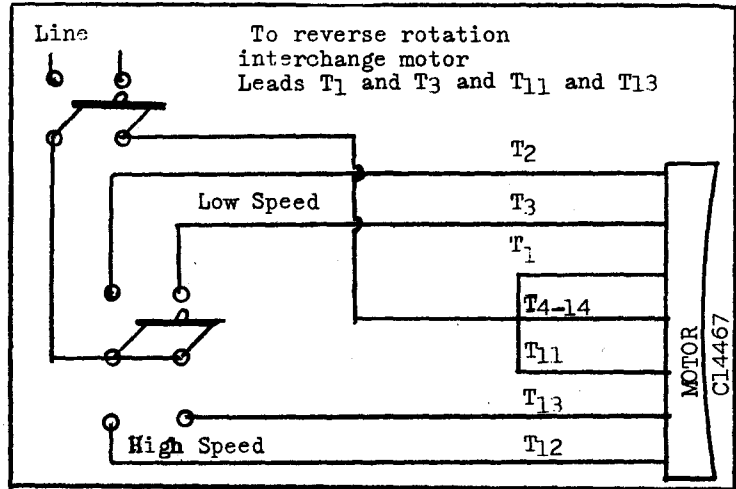 Line
To reverse rotation
interchange motor
Leads T1 and T3 and T11 and T13
T2
Low Speed
T3
T1
T4-14
T11
T13
High Speed
T12
MOTOR
C14467